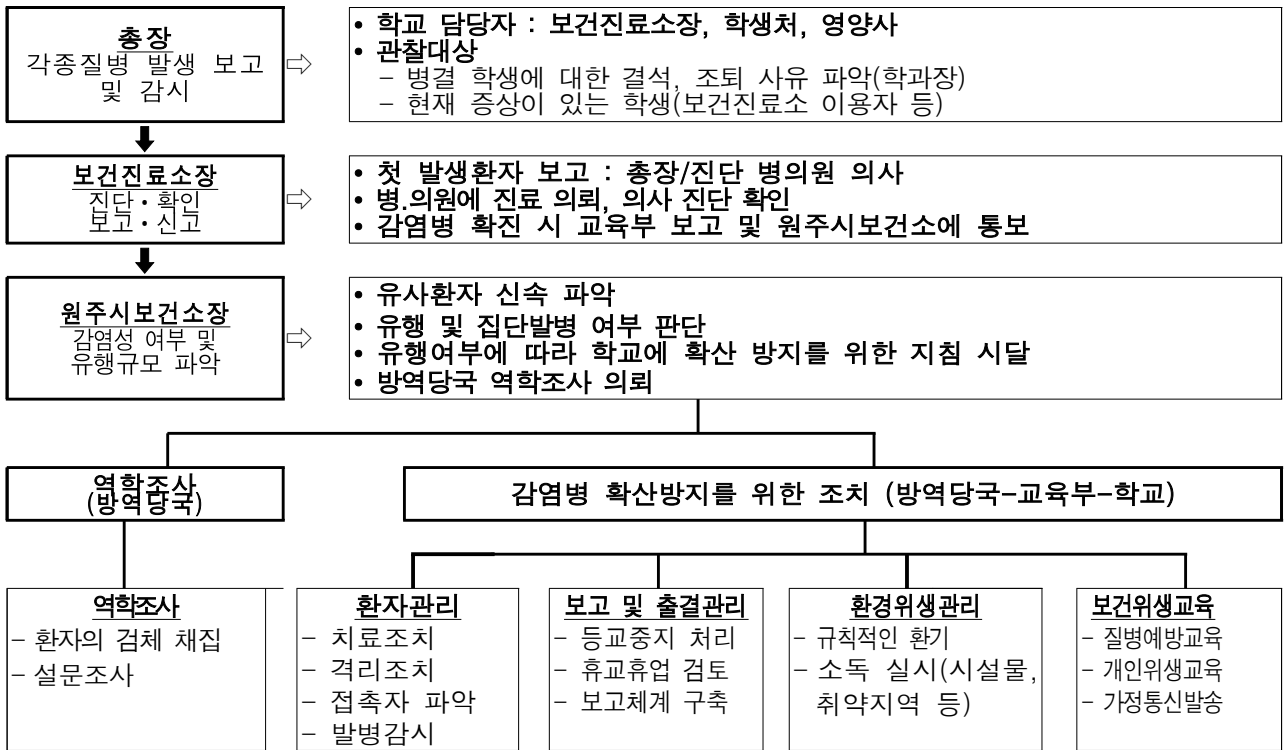 총장
각종질병 발생 보고
및 감시
• 학교 담당자 : 보건진료소장, 학생처, 영양사
• 관찰대상
– 병결 학생에 대한 결석, 조퇴 사유 파악(학과장)
– 현재 증상이 있는 학생(보건진료소 이용자 등)
보건진료소장
진단・확인
보고・신고
• 첫 발생환자 보고 : 총장/진단 병의원 의사
• 병.의원에 진료 의뢰, 의사 진단 확인
• 감염병 확진 시 교육부 보고 및 원주시보건소에 통보
원주시보건소장
감염성 여부 및
유행규모 파악
• 유사환자 신속 파악
• 유행 및 집단발병 여부 판단
• 유행여부에 따라 학교에 확산 방지를 위한 지침 시달
• 방역당국 역학조사 의뢰
역학조사
(방역당국)
감염병 확산방지를 위한 조치 (방역당국–교육부–학교)
역학조사
– 환자의 검체 채집
– 설문조사
환자관리
– 치료조치
– 격리조치
– 접촉자 파악
– 발병감시
보고 및 출결관리
– 등교중지 처리
– 휴교휴업 검토
– 보고체계 구축
환경위생관리
– 규칙적인 환기
– 소독 실시(시설물,
취약지역 등)
보건위생교육
– 질병예방교육
– 개인위생교육
– 가정통신발송